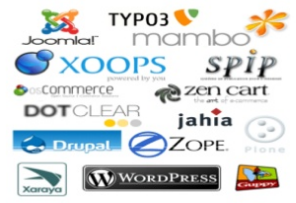 Joomla!
TYPO3
mambo
XOOPS
powered by you
spip
oscommerce
zen cart
the art of e-commerce
DOTCLEAR
jahia
Plone
Drupal
ZOPE
Xaraya
WORDPRESS
Guppy